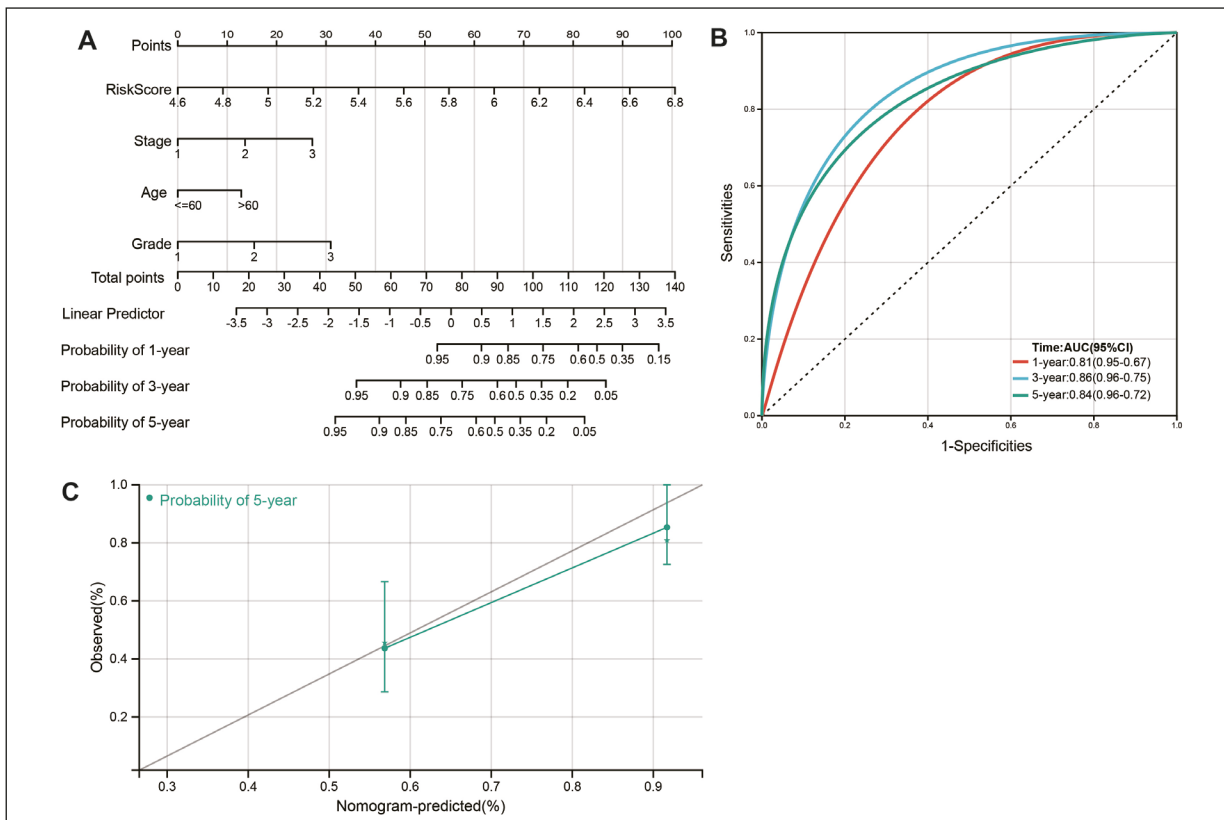 A
Points
0 10 20 30 40 50 60 70 80 90 100
RiskScore
4.6 4.8 5 5.2 5.4 5.6 5.8 6 6.2 6.4 6.6 6.8
Stage
1 2 3
Age
<=60 >60
Grade
1 2 3
Total points
0 10 20 30 40 50 60 70 80 90 100 110 120 130 140
Linear Predictor
-3.5 -3 -2.5 -2 -1.5 -1 -0.5 0 0.5 1 1.5 2 2.5 3 3.5
Probability of 1-year
0.95 0.9 0.85 0.75 0.6 0.5 0.35 0.15
Probability of 3-year
0.95 0.9 0.85 0.75 0.6 0.5 0.35 0.2 0.05
Probability of 5-year
0.95 0.9 0.85 0.75 0.6 0.5 0.35 0.2 0.05
B
1.0
0.8
0.6
0.4
0.2
0.0
Sensitivities
Time:AUC(95%CI)
1-year:0.81(0.95-0.67)
3-year:0.86(0.96-0.75)
5-year:0.84(0.96-0.72)
0.0 0.2 0.4 0.6 0.8 1.0
1-Specificities
C
Probability of 5-year
1.0
0.8
0.6
0.4
0.2
Observed(%)
0.3 0.4 0.5 0.6 0.7 0.8 0.9
Nomogram-predicted(%)